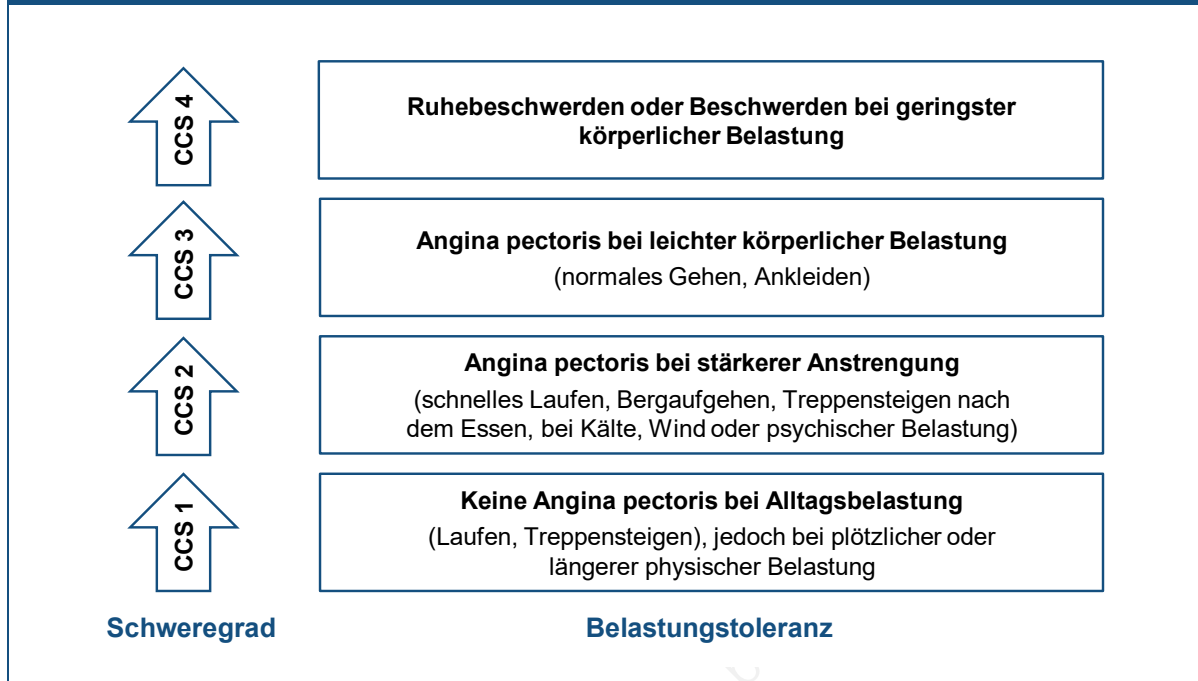 CCS 4
Ruhebeschwerden oder Beschwerden bei geringster
körperlicher Belastung
CCS 3
Angina pectoris bei leichter körperlicher Belastung
(normales Gehen, Ankleiden)
CCS 2
Angina pectoris bei stärkerer Anstrengung
(schnelles Laufen, Bergaufgehen, Treppensteigen nach
dem Essen, bei Kälte, Wind oder psychischer Belastung)
CCS 1
Keine Angina pectoris bei Alltagsbelastung
(Laufen, Treppensteigen), jedoch bei plötzlicher oder
längerer physischer Belastung
Schweregrad
Belastungstoleranz